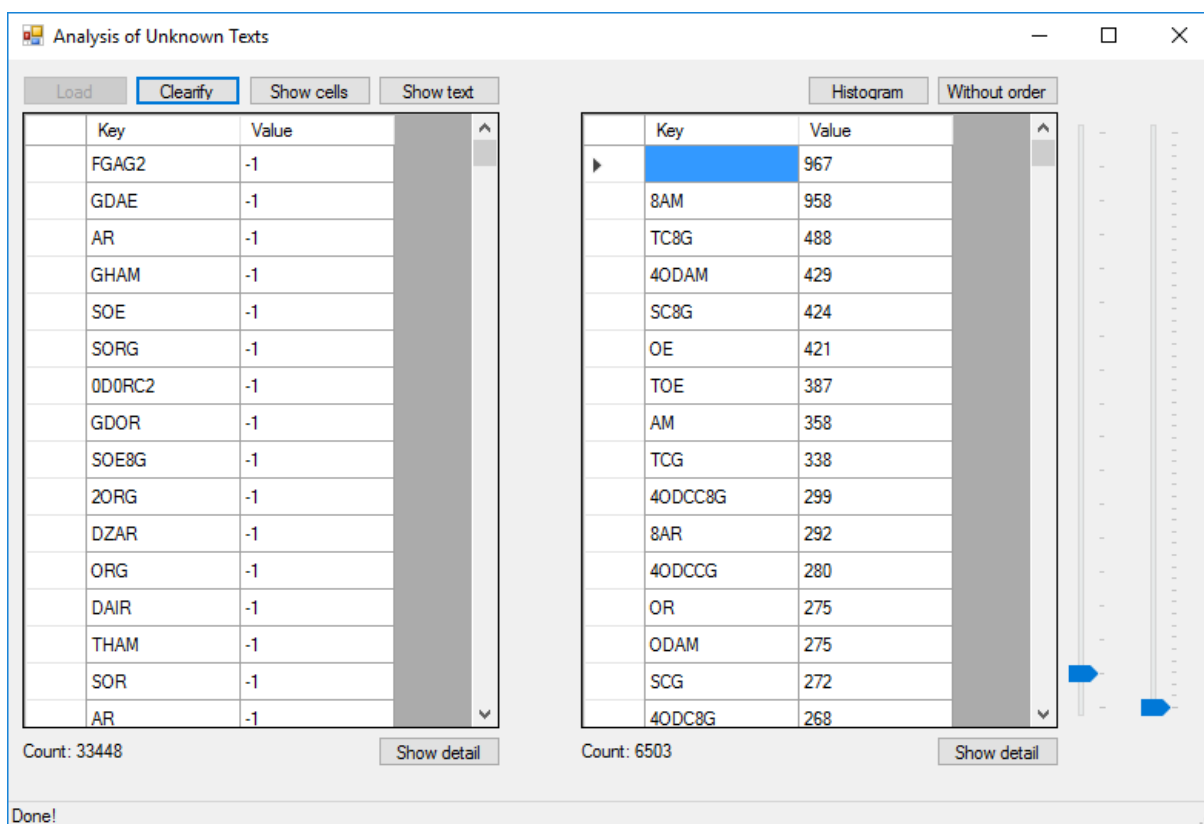 Analysis of Unknown Texts
Load Clearify Show cells Show text Histogram Without order
Key Value Key Value
FGAG2 -1 967
GDAE -1 8AM 958
AR -1 TC8G 488
GHAM -1 4ODAM 429
SOE -1 SC8G 424
SORG -1 OE 421
0D0RC2 -1 TOE 387
GDOR -1 AM 358
SOE8G -1 TCG 338
2ORG -1 4ODCC8G 299
DZAR -1 8AR 292
ORG -1 4ODCCG 280
DAIR -1 OR 275
THAM -1 ODAM 275
SOR -1 SCG 272
AR -1 4ODC8G 268
Count: 33448 Show detail Count: 6503 Show detail
Done!